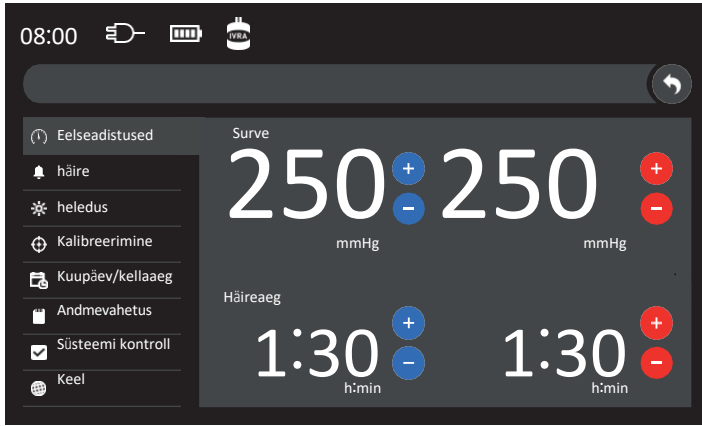 08:00 IVRA
Eelseadistused
häire
heledus
Kalibreerimine
Kuupäev/kellaaeg
Andmevahetus
Süsteemi kontroll
Keel
Surve
250 + − 250 + −
mmHg mmHg
Häireaeg
1:30 + − 1:30 + −
h:min h:min